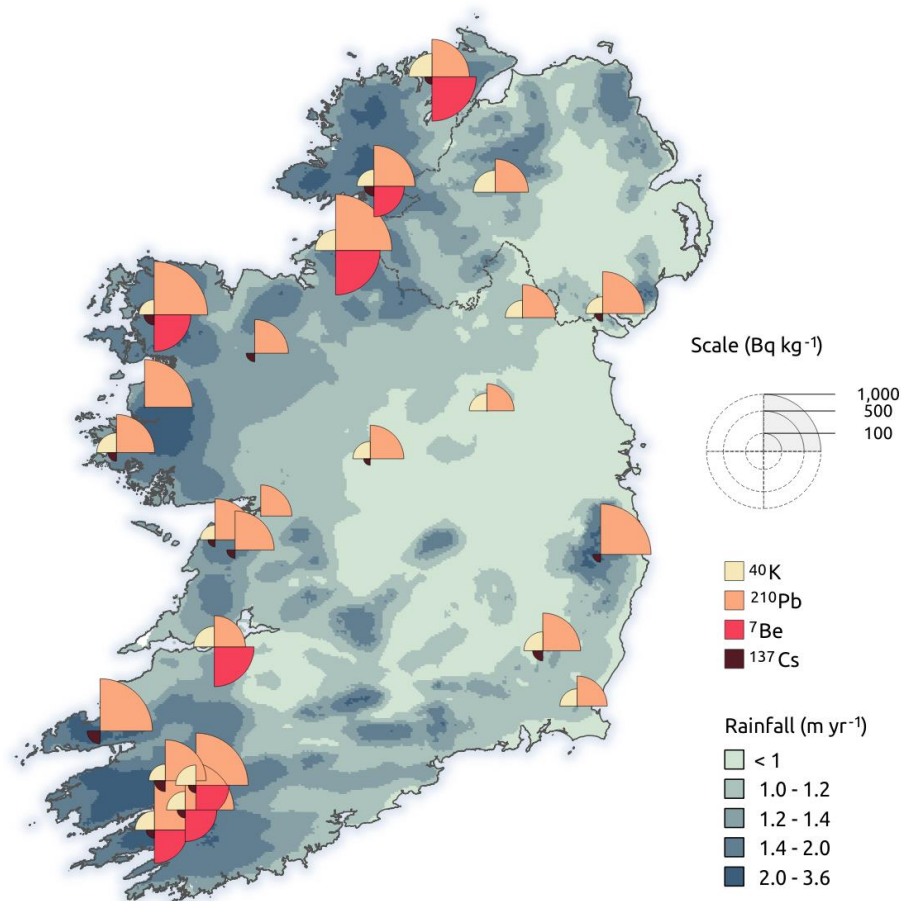 Scale (Bq kg⁻¹)
1,000
500
100
⁴⁰K
²¹⁰Pb
⁷Be
¹³⁷Cs
Rainfall (m yr⁻¹)
< 1
1.0 - 1.2
1.2 - 1.4
1.4 - 2.0
2.0 - 3.6